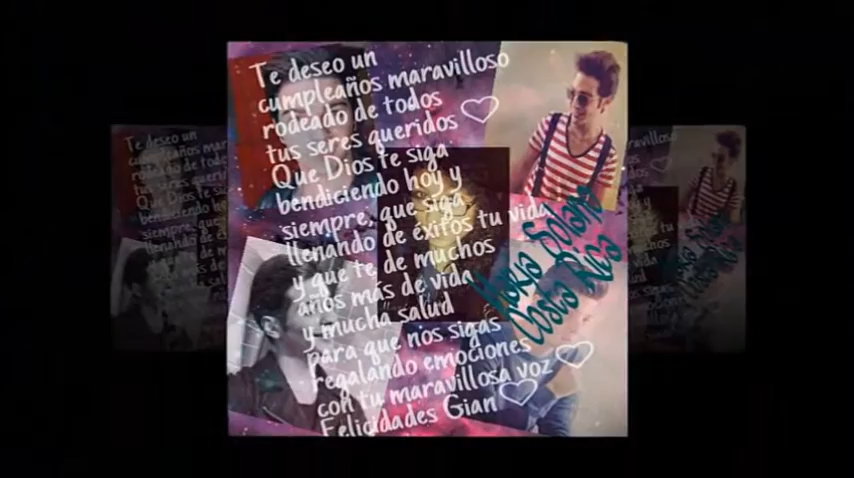 Te deseo un
cumpleaños maravilloso
rodeado de todos
tus seres queridos
Que Dios te siga
bendiciendo hoy y
siempre, que siga
llenando de éxitos tu vida
y que te de muchos
años más de vida
y mucha salud
para que nos sigas
regalando emociones
con tu maravillosa voz
Felicidades Gian
Solano
Costa Rica